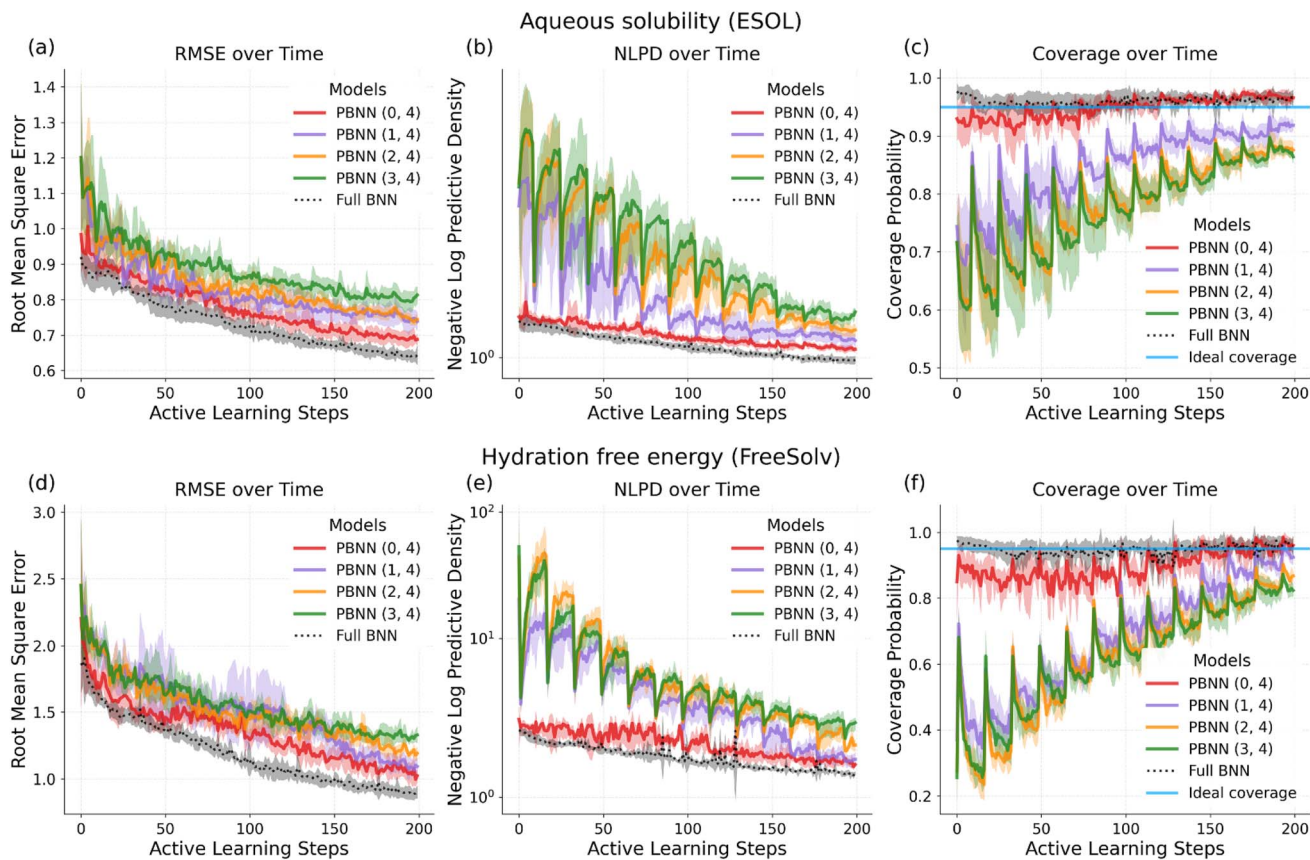 Aqueous solubility (ESOL)
(a)
RMSE over Time
Root Mean Square Error
1.4
1.3
1.2
1.1
1.0
0.9
0.8
0.7
0.6
Models
PBNN (0, 4)
PBNN (1, 4)
PBNN (2, 4)
PBNN (3, 4)
Full BNN
0 50 100 150 200
Active Learning Steps
(b)
NLPD over Time
Negative Log Predictive Density
10⁰
Models
PBNN (0, 4)
PBNN (1, 4)
PBNN (2, 4)
PBNN (3, 4)
Full BNN
0 50 100 150 200
Active Learning Steps
(c)
Coverage over Time
Coverage Probability
1.0
0.9
0.8
0.7
0.6
0.5
Models
PBNN (0, 4)
PBNN (1, 4)
PBNN (2, 4)
PBNN (3, 4)
Full BNN
Ideal coverage
0 50 100 150 200
Active Learning Steps
Hydration free energy (FreeSolv)
(d)
RMSE over Time
Root Mean Square Error
3.0
2.5
2.0
1.5
1.0
Models
PBNN (0, 4)
PBNN (1, 4)
PBNN (2, 4)
PBNN (3, 4)
Full BNN
0 50 100 150 200
Active Learning Steps
(e)
NLPD over Time
Negative Log Predictive Density
10²
10¹
10⁰
Models
PBNN (0, 4)
PBNN (1, 4)
PBNN (2, 4)
PBNN (3, 4)
Full BNN
0 50 100 150 200
Active Learning Steps
(f)
Coverage over Time
Coverage Probability
1.0
0.8
0.6
0.4
0.2
Models
PBNN (0, 4)
PBNN (1, 4)
PBNN (2, 4)
PBNN (3, 4)
Full BNN
Ideal coverage
0 50 100 150 200
Active Learning Steps